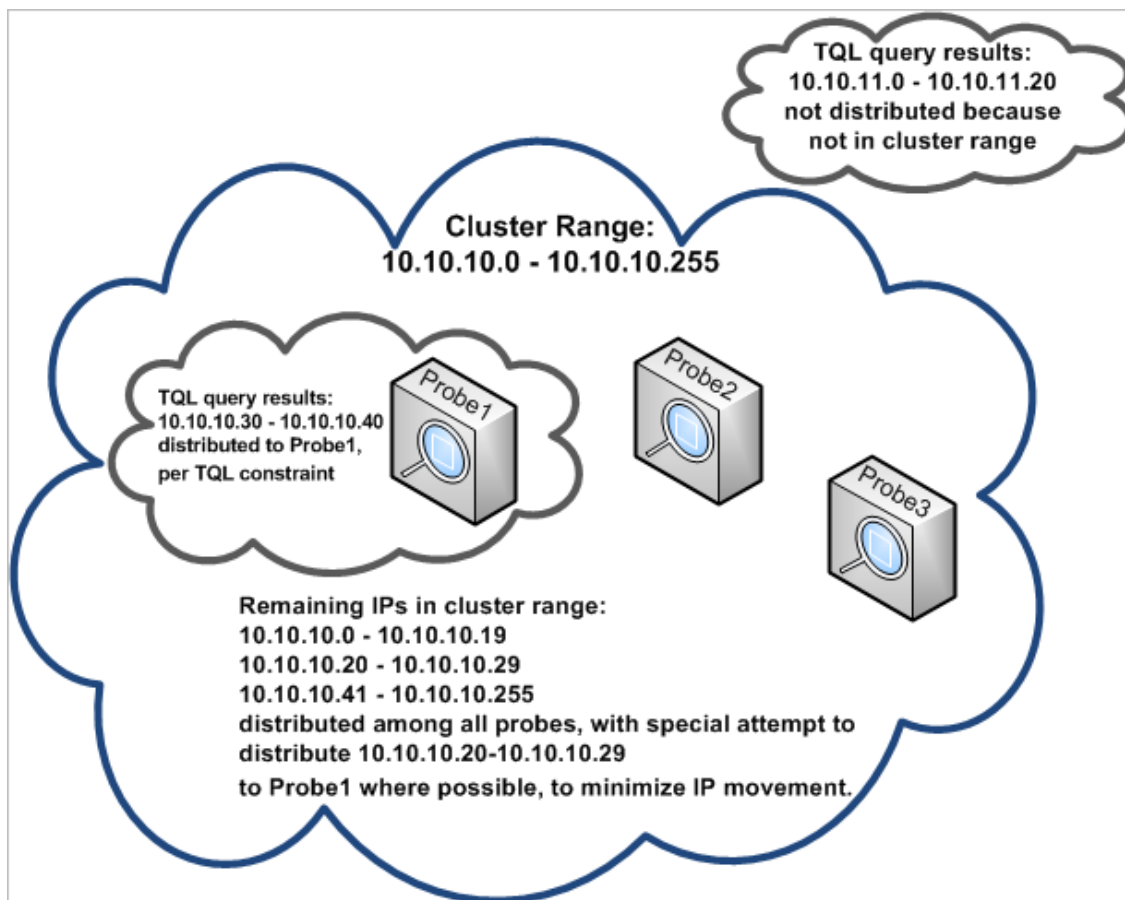 TQL query results:
10.10.11.0 - 10.10.11.20
not distributed because
not in cluster range
Cluster Range:
10.10.10.0 - 10.10.10.255
TQL query results:
10.10.10.30 - 10.10.10.40
distributed to Probe1,
per TQL constraint
Probe1
Probe2
Probe3
Remaining IPs in cluster range:
10.10.10.0 - 10.10.10.19
10.10.10.20 - 10.10.10.29
10.10.10.41 - 10.10.10.255
distributed among all probes, with special attempt to
distribute 10.10.10.20-10.10.10.29
to Probe1 where possible, to minimize IP movement.